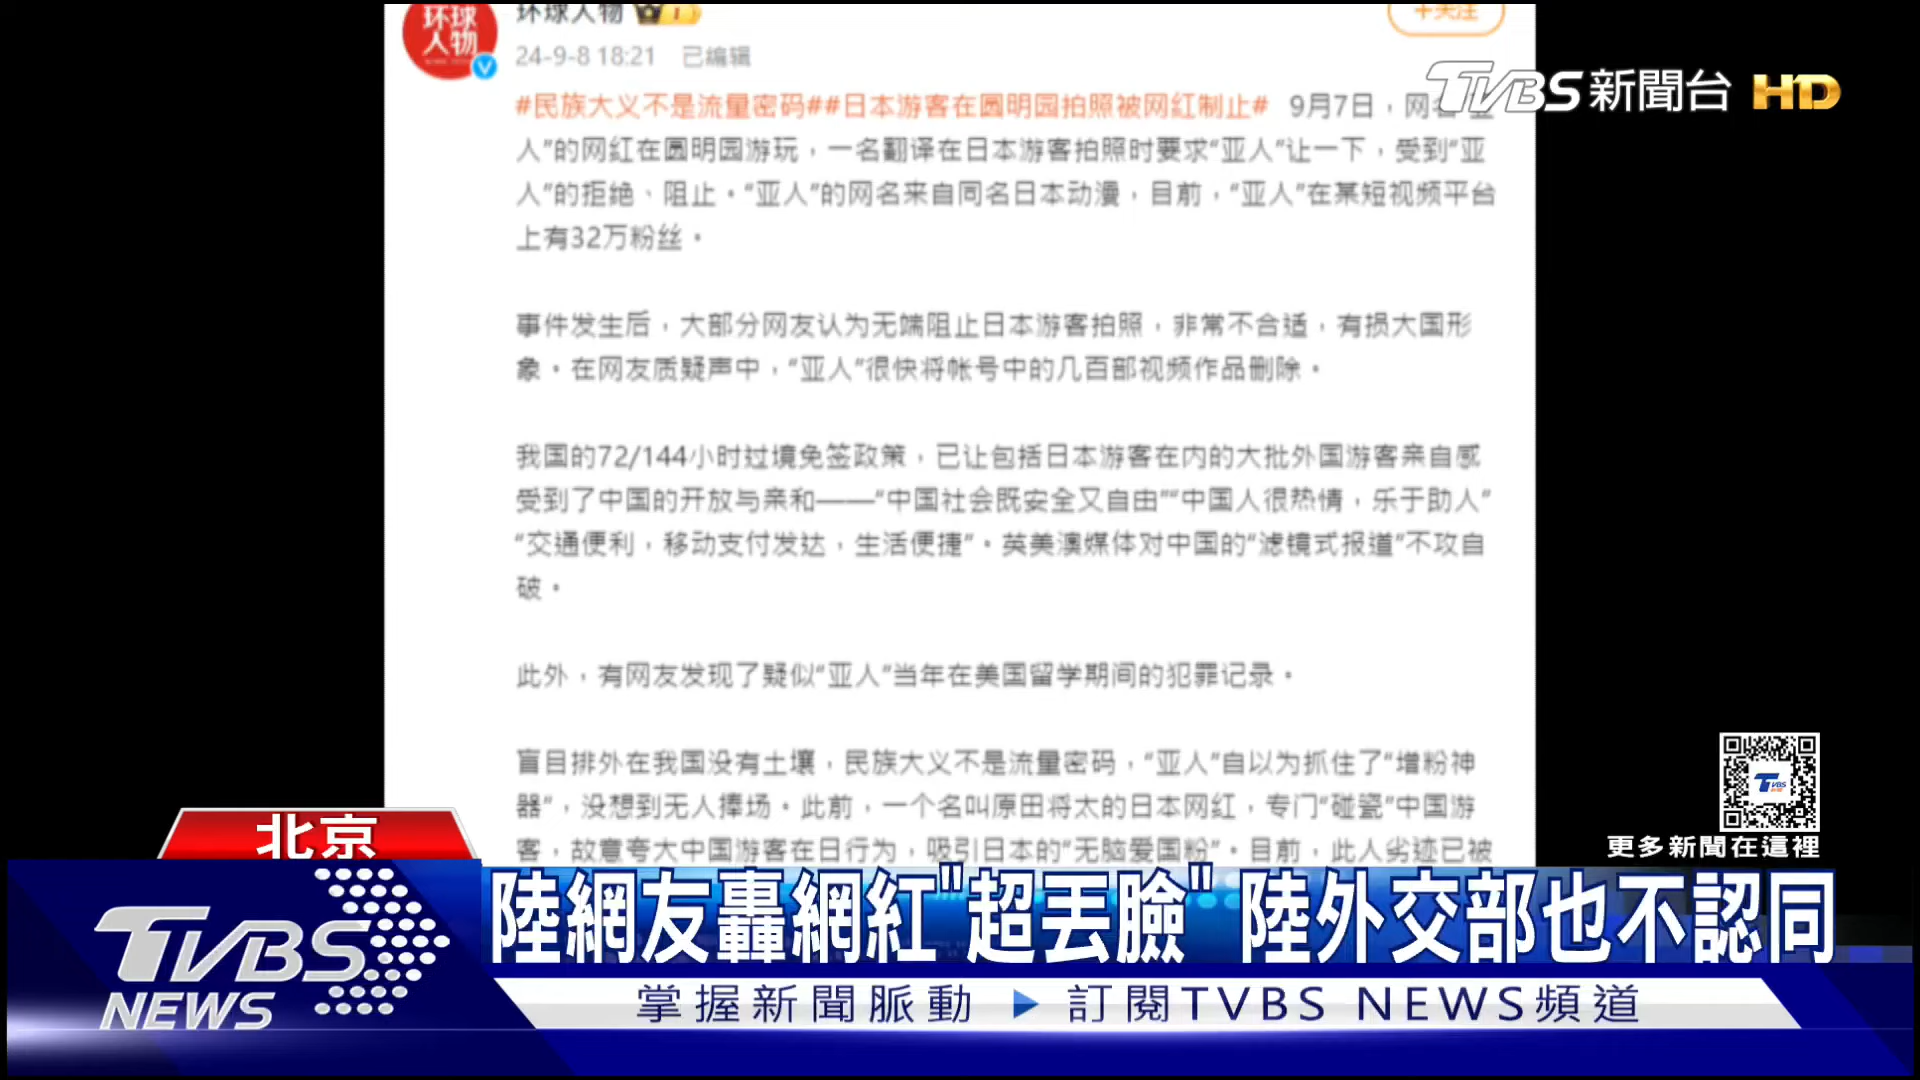 环球人物
环球
人物
+关注
24-9-8 18:21 已编辑
TVBS新聞台 HD
#民族大义不是流量密码##日本游客在圆明园拍照被网红制止# 9月7日，网名“亚
人”的网红在圆明园游玩，一名翻译在日本游客拍照时要求“亚人”让一下，受到“亚
人”的拒绝、阻止。“亚人”的网名来自同名日本动漫，目前，“亚人”在某短视频平台
上有32万粉丝。
事件发生后，大部分网友认为无端阻止日本游客拍照，非常不合适，有损大国形
象。在网友质疑声中，“亚人”很快将帐号中的几百部视频作品删除。
我国的72/144小时过境免签政策，已让包括日本游客在内的大批外国游客亲自感
受到了中国的开放与亲和——“中国社会既安全又自由”“中国人很热情，乐于助人”
“交通便利，移动支付发达，生活便捷”。英美澳媒体对中国的“滤镜式报道”不攻自
破。
此外，有网友发现了疑似“亚人”当年在美国留学期间的犯罪记录。
盲目排外在我国没有土壤，民族大义不是流量密码，“亚人”自以为抓住了“增粉神
器”，没想到无人捧场。此前，一个名叫原田将太的日本网红，专门“碰瓷”中国游
客，故意夸大中国游客在日行为，吸引日本的“无脑爱国粉”。目前，此人劣迹已被
TVBS
更多新聞在這裡
北京
陸網友轟網紅"超丟臉" 陸外交部也不認同
TVBS
NEWS
掌握新聞脈動 ▶ 訂閱TVBS NEWS頻道